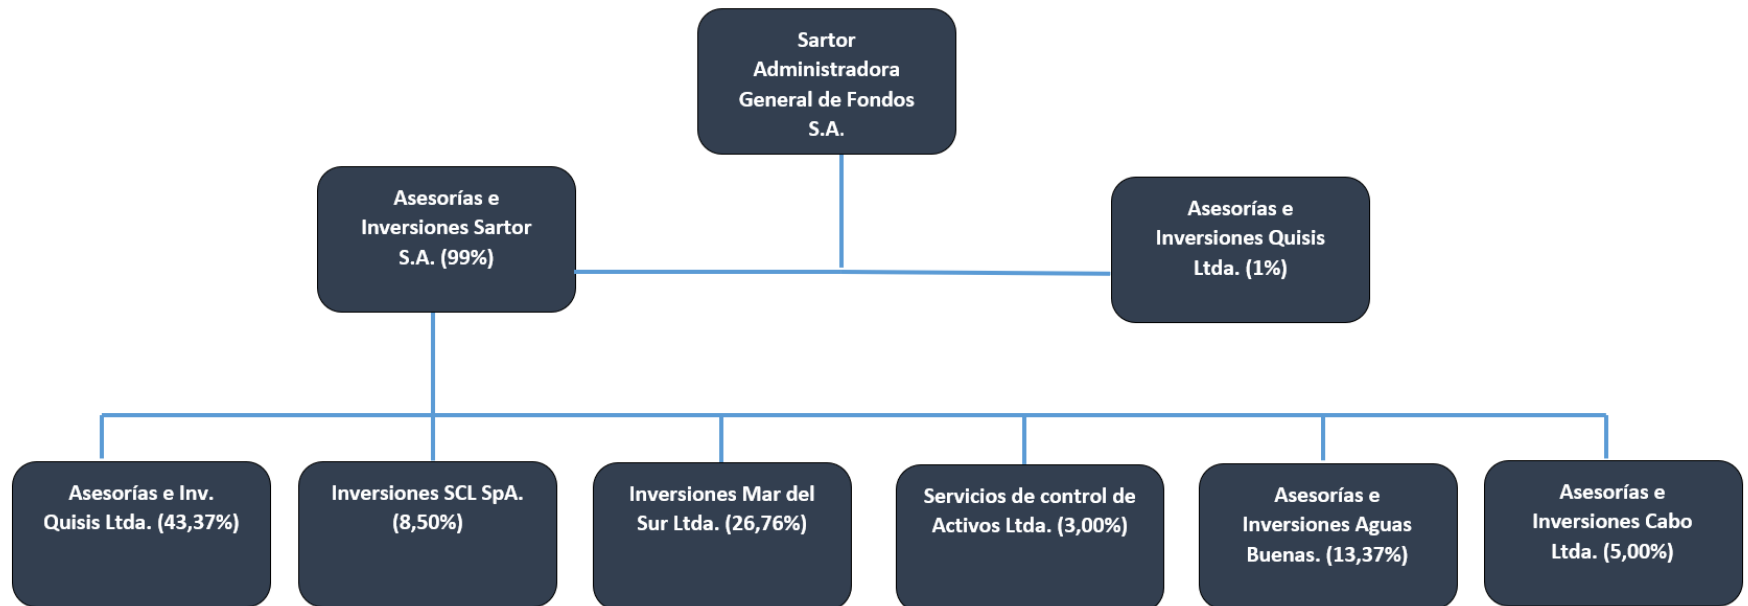 Sartor
Administradora
General de Fondos
S.A.
Asesorías e
Inversiones Sartor
S.A. (99%)
Asesorías e
Inversiones Quisis
Ltda. (1%)
Asesorías e Inv.
Quisis Ltda. (43,37%)
Inversiones SCL SpA.
(8,50%)
Inversiones Mar del
Sur Ltda. (26,76%)
Servicios de control de
Activos Ltda. (3,00%)
Asesorías e
Inversiones Aguas
Buenas. (13,37%)
Asesorías e
Inversiones Cabo
Ltda. (5,00%)